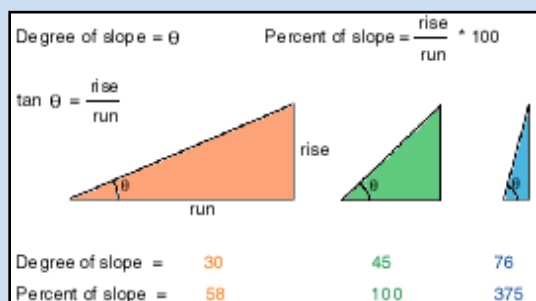 Degree of slope = θ
Percent of slope = rise/run * 100
tan θ = rise/run
rise
θ
θ
θ
run
Degree of slope = 30 45 76
Percent of slope = 58 100 375